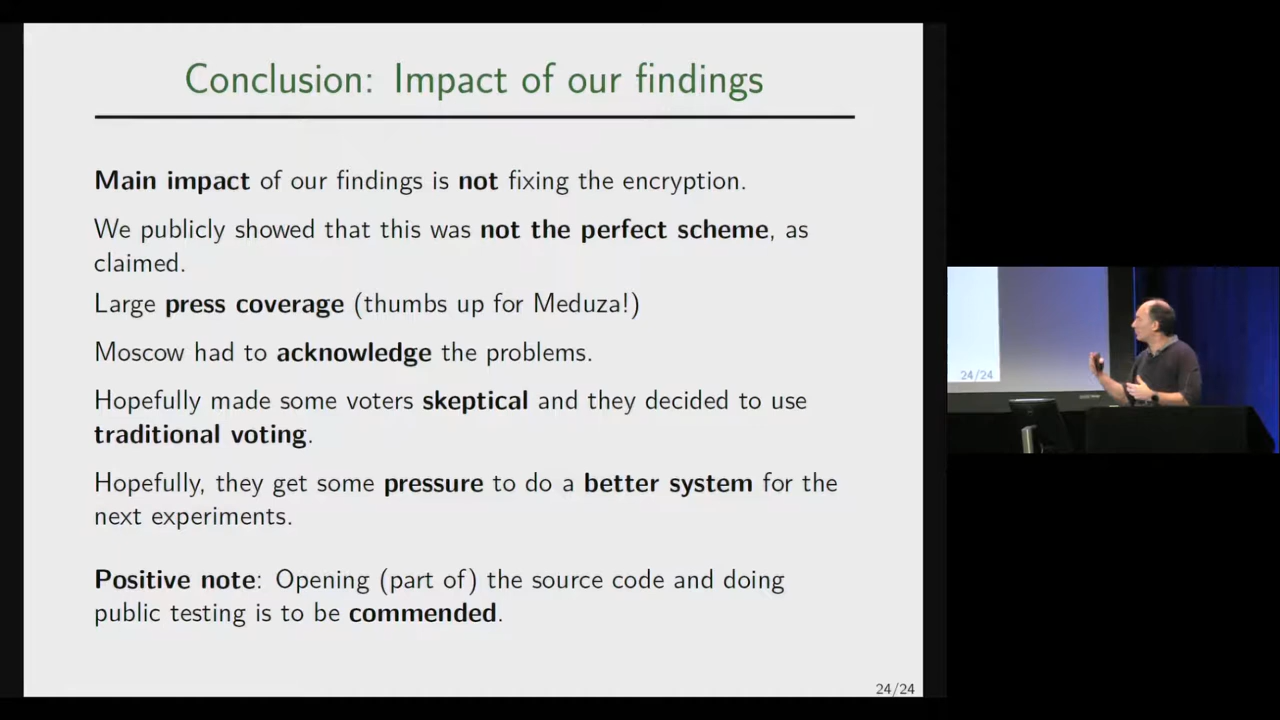 Conclusion: Impact of our findings
Main impact of our findings is not fixing the encryption.
We publicly showed that this was not the perfect scheme, as
claimed.
Large press coverage (thumbs up for Meduza!)
Moscow had to acknowledge the problems.
Hopefully made some voters skeptical and they decided to use
traditional voting.
Hopefully, they get some pressure to do a better system for the
next experiments.
Positive note: Opening (part of) the source code and doing
public testing is to be commended.
24/24
24/24